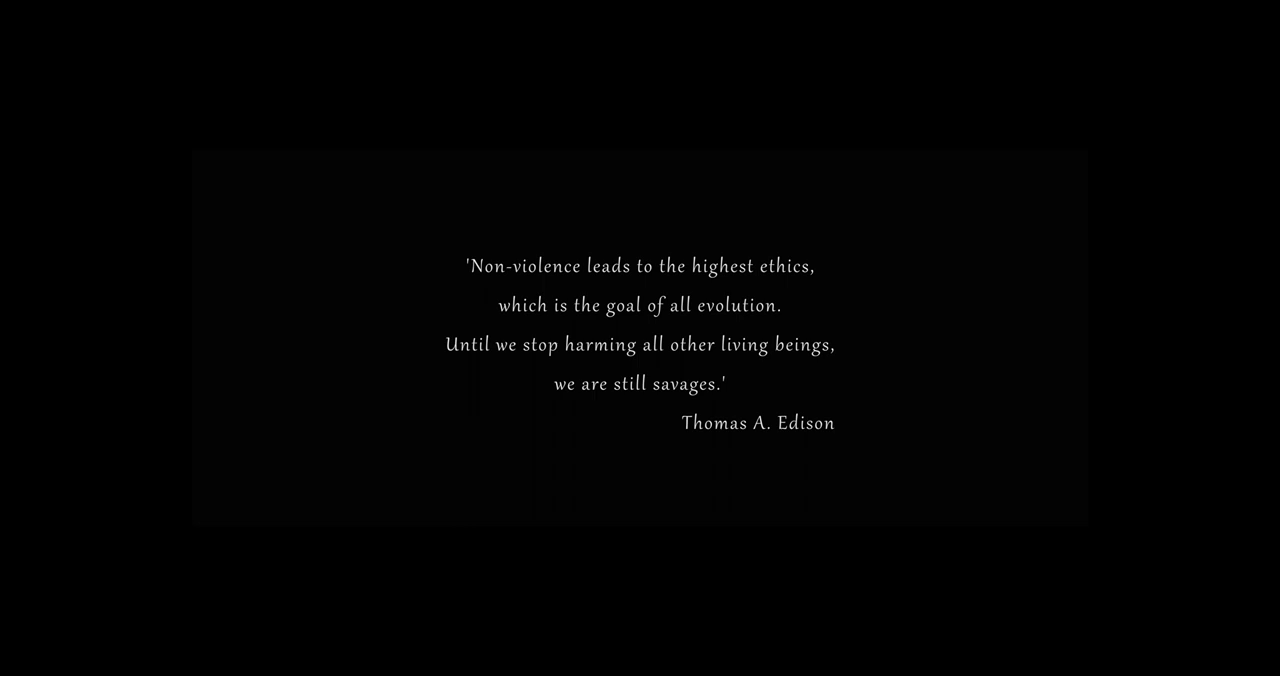 'Non-violence leads to the highest ethics,
which is the goal of all evolution.
Until we stop harming all other living beings,
we are still savages.'
Thomas A. Edison